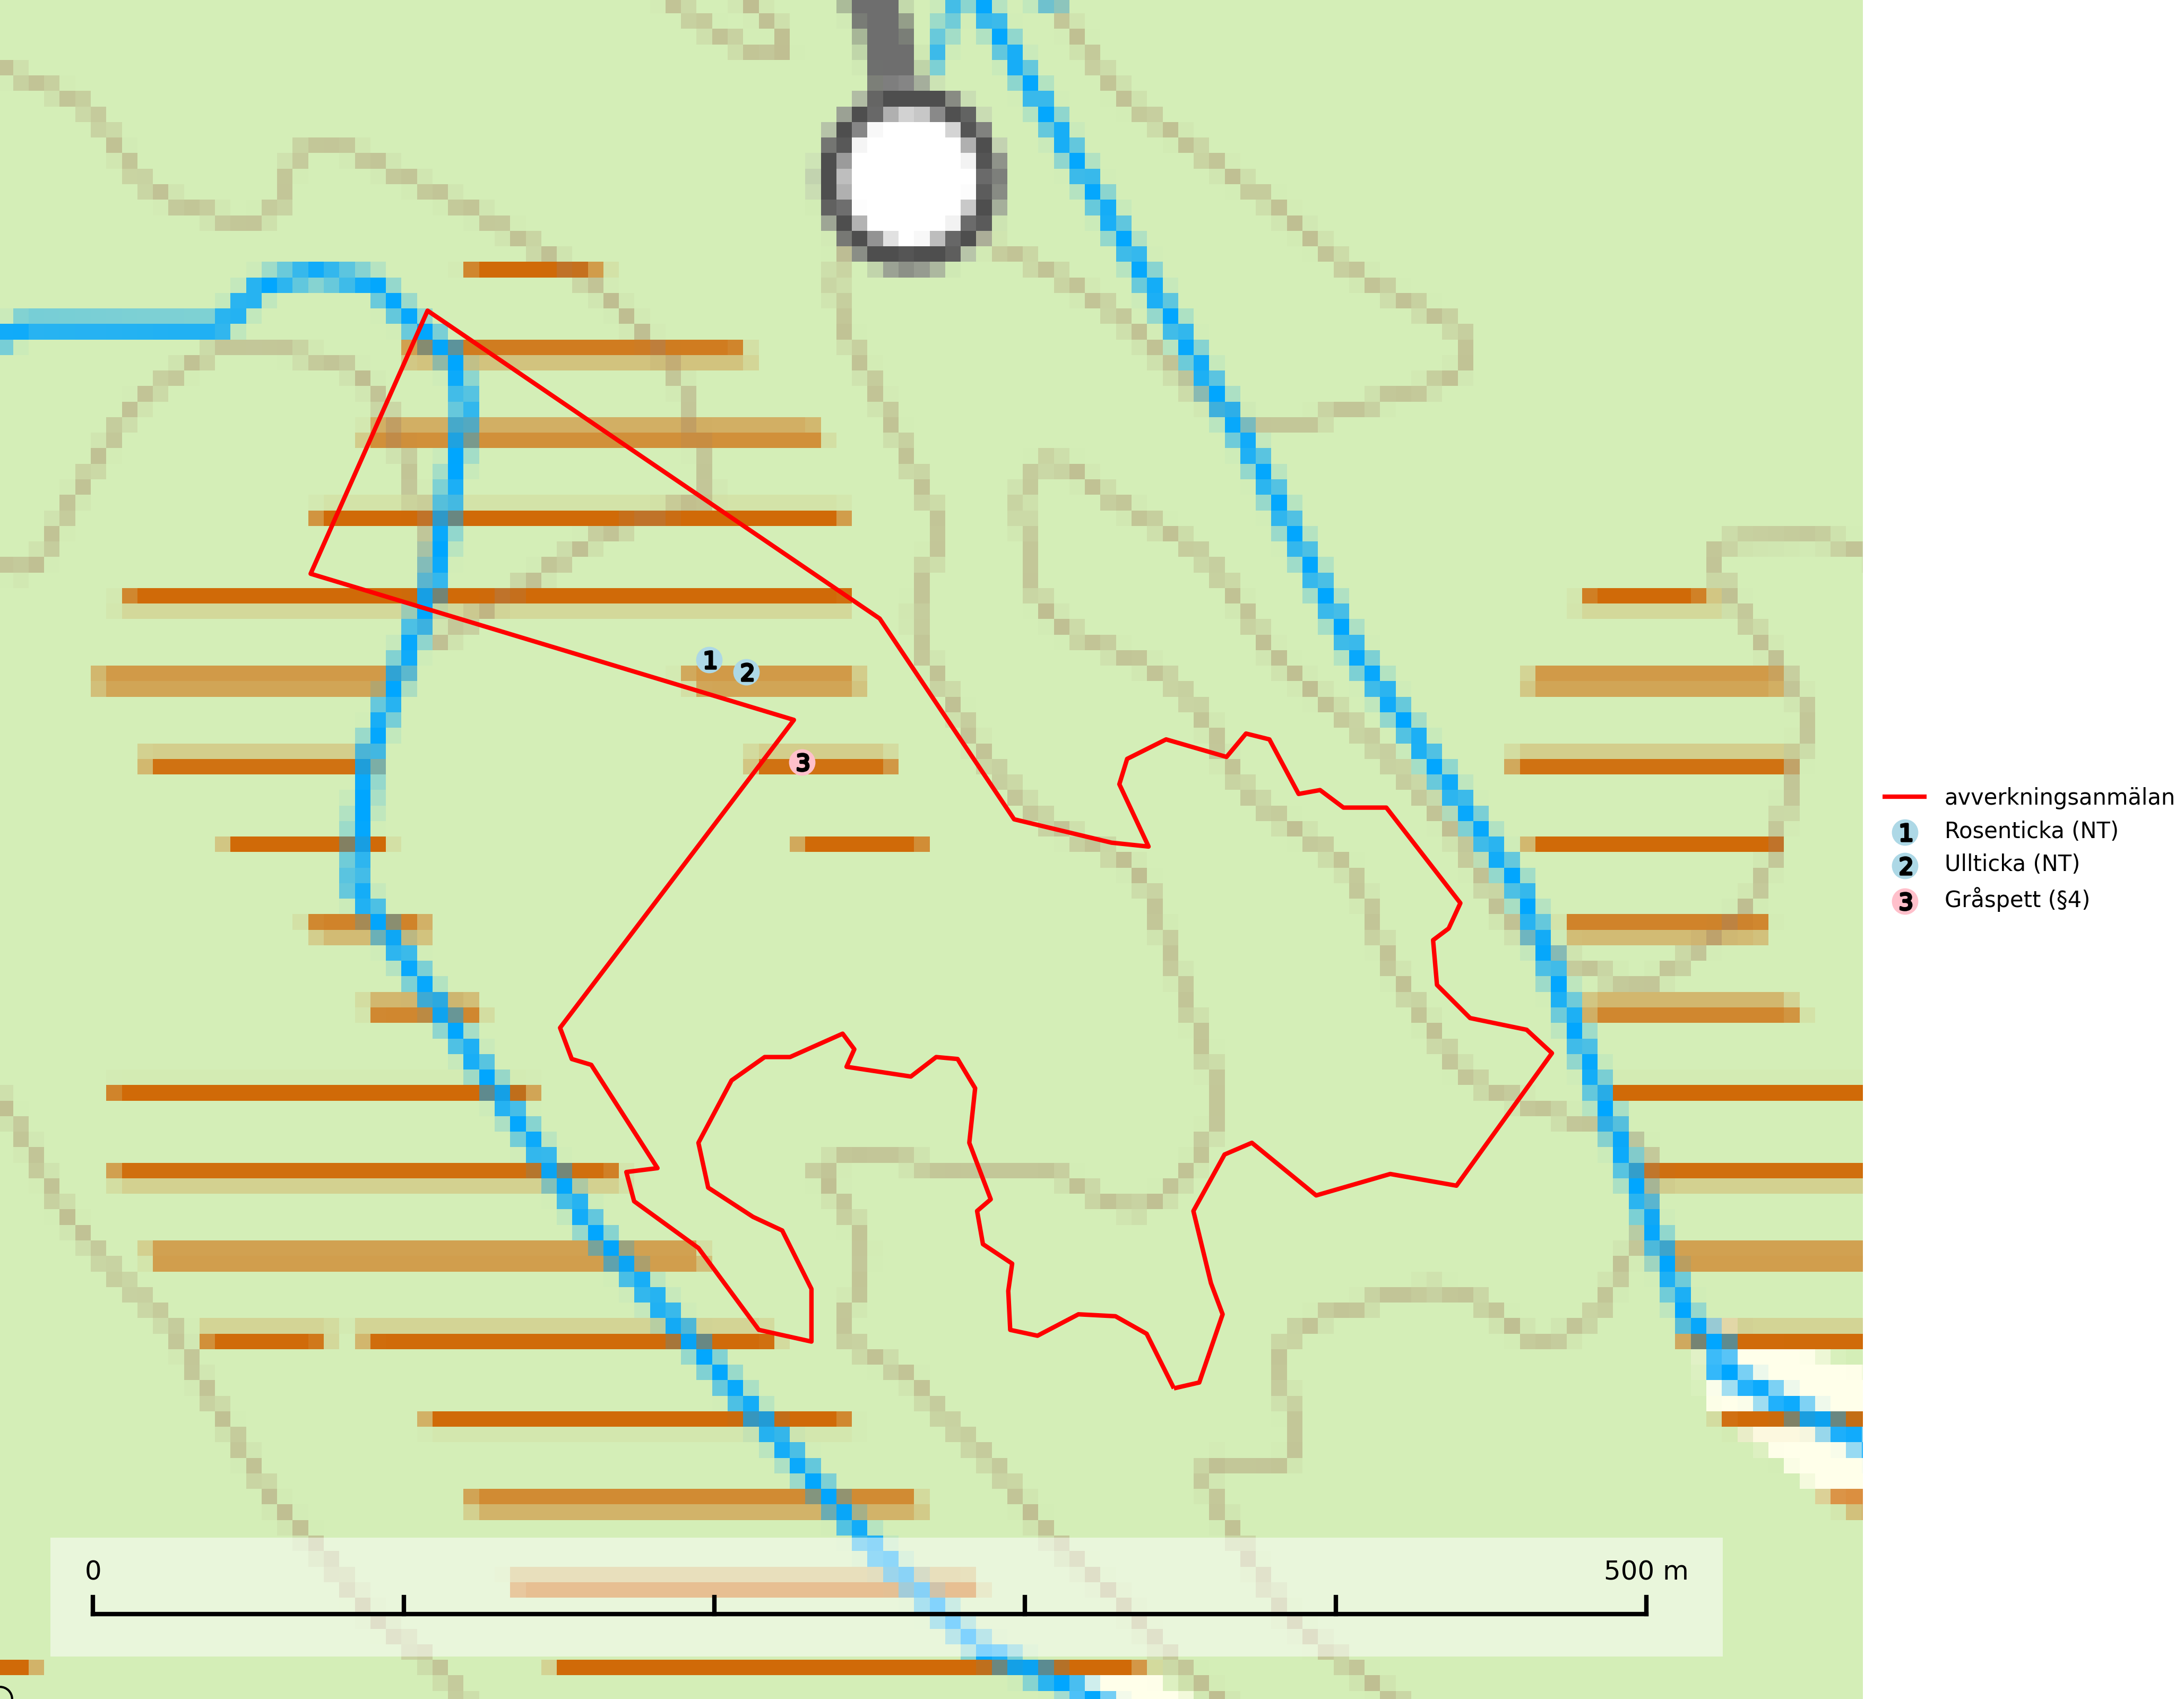 1
2
3
avverkningsanmälan
1 Rosenticka (NT)
2 Ullticka (NT)
3 Gråspett (§4)
0 500 m